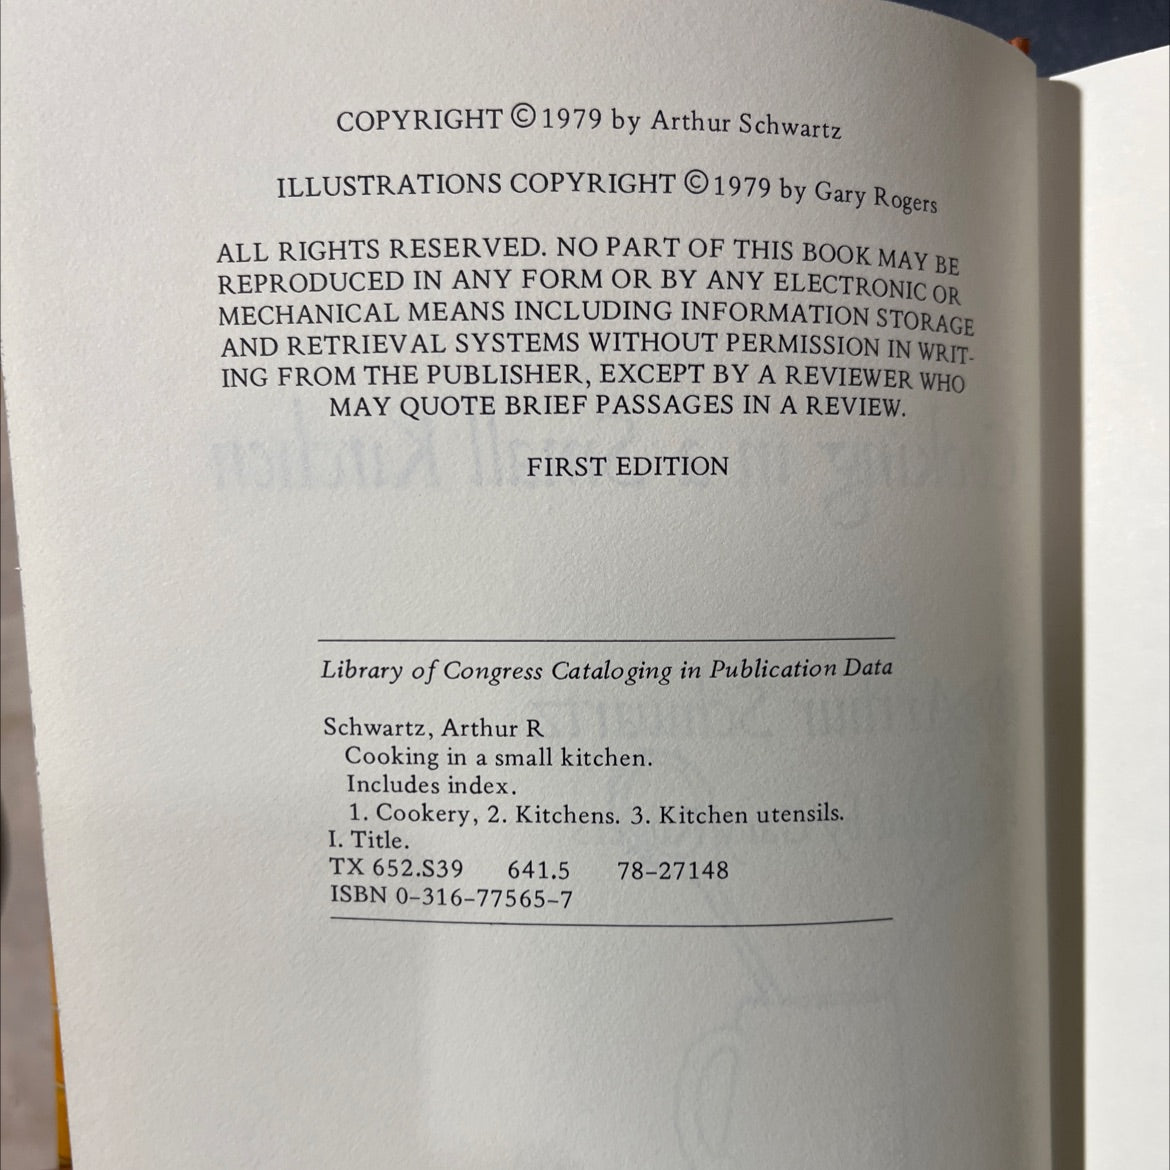 COPYRIGHT © 1979 by Arthur Schwartz
ILLUSTRATIONS COPYRIGHT © 1979 by Gary Rogers
ALL RIGHTS RESERVED. NO PART OF THIS BOOK MAY BE
REPRODUCED IN ANY FORM OR BY ANY ELECTRONIC OR
MECHANICAL MEANS INCLUDING INFORMATION STORAGE
AND RETRIEVAL SYSTEMS WITHOUT PERMISSION IN WRIT-
ING FROM THE PUBLISHER, EXCEPT BY A REVIEWER WHO
MAY QUOTE BRIEF PASSAGES IN A REVIEW.
FIRST EDITION
Library of Congress Cataloging in Publication Data
Schwartz, Arthur R
Cooking in a small kitchen.
Includes index.
1. Cookery, 2. Kitchens. 3. Kitchen utensils.
I. Title.
TX 652.S39 641.5 78-27148
ISBN 0-316-77565-7